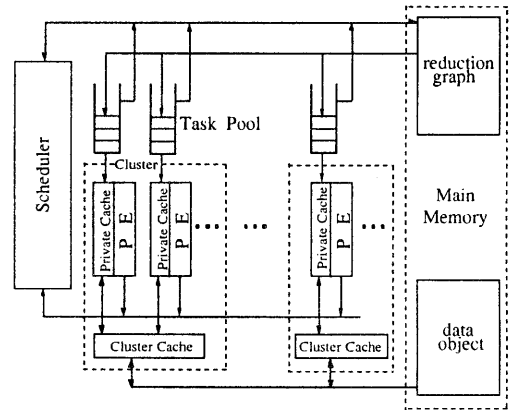 reduction
graph
Task Pool
Cluster
Scheduler
Private Cache
P E
Private Cache
P E
Private Cache
P E
Main
Memory
Cluster Cache
Cluster Cache
data
object